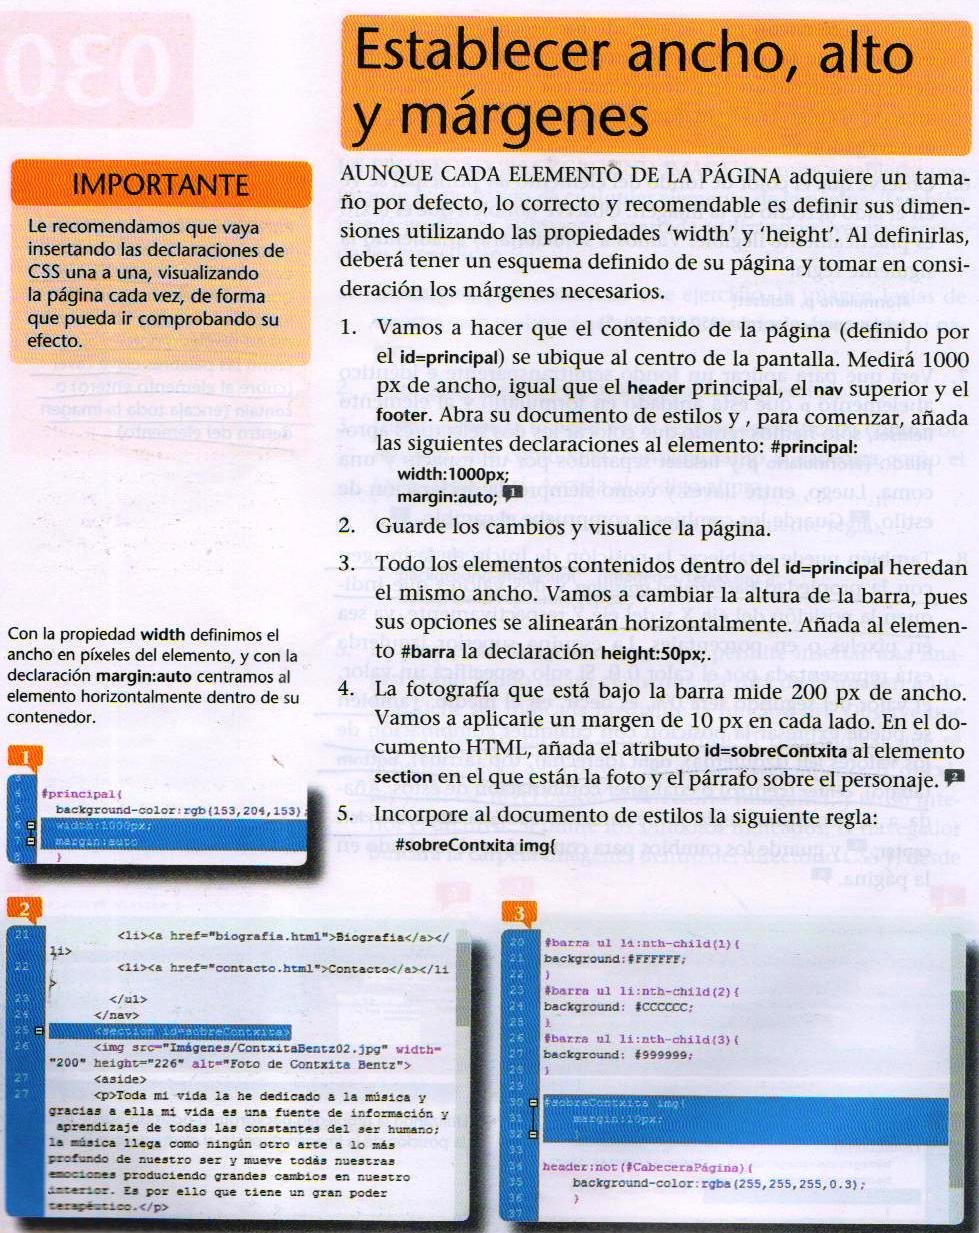 Establecer ancho, alto
y márgenes
IMPORTANTE
Le recomendamos que vaya
insertando las declaraciones de
CSS una a una, visualizando
la página cada vez, de forma
que pueda ir comprobando su
efecto.
AUNQUE CADA ELEMENTO DE LA PÁGINA adquiere un tama-
ño por defecto, lo correcto y recomendable es definir sus dimen-
siones utilizando las propiedades ‘width’ y ‘height’. Al definirlas,
deberá tener un esquema definido de su página y tomar en consi-
deración los márgenes necesarios.
1. Vamos a hacer que el contenido de la página (definido por
el id=principal) se ubique al centro de la pantalla. Medirá 1000
px de ancho, igual que el header principal, el nav superior y el
footer. Abra su documento de estilos y , para comenzar, añada
las siguientes declaraciones al elemento: #principal:
width:1000px;
margin:auto; 1
2. Guarde los cambios y visualice la página.
3. Todo los elementos contenidos dentro del id=principal heredan
el mismo ancho. Vamos a cambiar la altura de la barra, pues
sus opciones se alinearán horizontalmente. Añada al elemen-
to #barra la declaración height:50px;.
4. La fotografía que está bajo la barra mide 200 px de ancho.
Vamos a aplicarle un margen de 10 px en cada lado. En el do-
cumento HTML, añada el atributo id=sobreContxita al elemento
section en el que están la foto y el párrafo sobre el personaje. 2
5. Incorpore al documento de estilos la siguiente regla:
#sobreContxita img{
Con la propiedad width definimos el
ancho en píxeles del elemento, y con la
declaración margin:auto centramos al
elemento horizontalmente dentro de su
contenedor.
1
3
4 #principal{
5 background-color:rgb(153,204,153);
6 width:1000px;
7 margin:auto
8 }
2
21 <li><a href="biografia.html">Biografía</a></
li>
22 <li><a href="contacto.html">Contacto</a></li
>
23 </ul>
24 </nav>
25 <section id=sobreContxita>
26 <img src="Imágenes/ContxitaBentz02.jpg" width=
"200" height="226" alt="Foto de Contxita Bentz">
27 <aside>
27 <p>Toda mi vida la he dedicado a la música y
gracias a ella mi vida es una fuente de información y
aprendizaje de todas las constantes del ser humano;
la música llega como ningún otro arte a lo más
profundo de nuestro ser y mueve todas nuestras
emociones produciendo grandes cambios en nuestro
interior. Es por ello que tiene un gran poder
terapéutico.</p>
3
20 #barra ul li:nth-child(1){
21 background:#FFFFFF;
22 }
23 #barra ul li:nth-child(2){
24 background: #CCCCCC;
25 }
26 #barra ul li:nth-child(3){
27 background: #999999;
28 }
29
30 #sobreContxita img{
31 margin:10px;
32 }
33
34 header:not(#CabeceraPágina){
35 background-color:rgba(255,255,255,0.3);
36 }
37